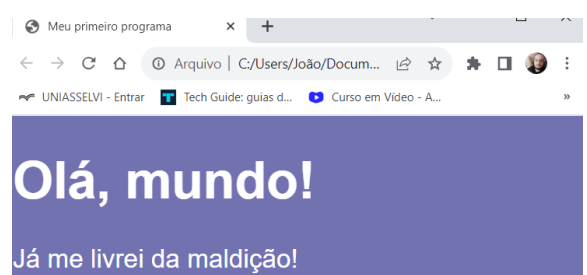 Meu primeiro programa
Arquivo | C:/Users/João/Docum...
UNIASSELVI - Entrar Tech Guide: guias d... Curso em Vídeo - A... »
Olá, mundo!
Já me livrei da maldição!